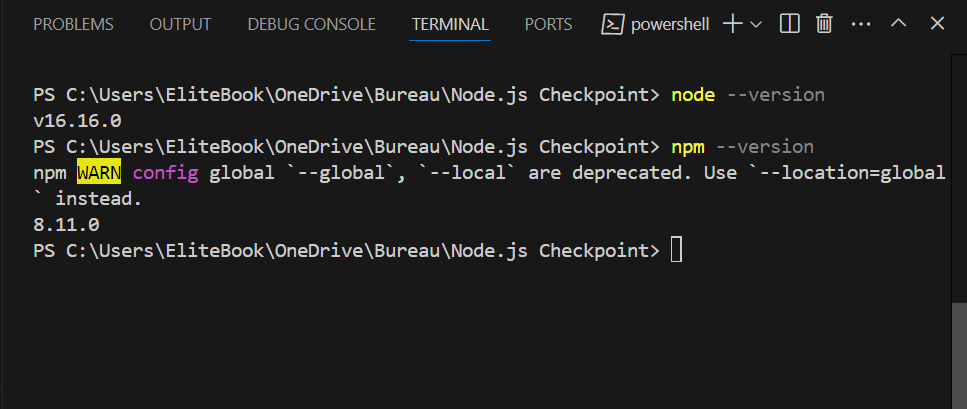 PROBLEMS OUTPUT DEBUG CONSOLE TERMINAL PORTS powershell
PS C:\Users\EliteBook\OneDrive\Bureau\Node.js Checkpoint> node --version
v16.16.0
PS C:\Users\EliteBook\OneDrive\Bureau\Node.js Checkpoint> npm --version
npm WARN config global `--global`, `--local` are deprecated. Use `--location=global
` instead.
8.11.0
PS C:\Users\EliteBook\OneDrive\Bureau\Node.js Checkpoint>